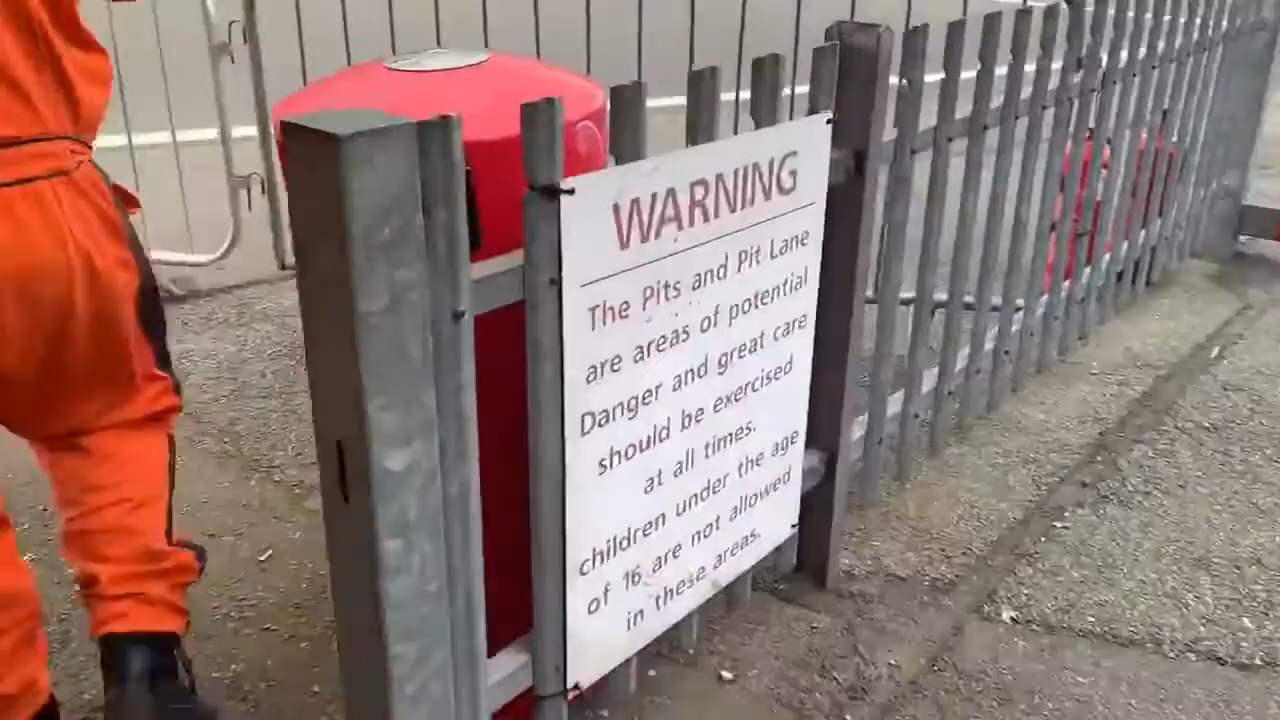 WARNING
The Pits and Pit Lane
are areas of potential
Danger and great care
should be exercised
at all times.
children under the age
of 16 are not allowed
in these areas.